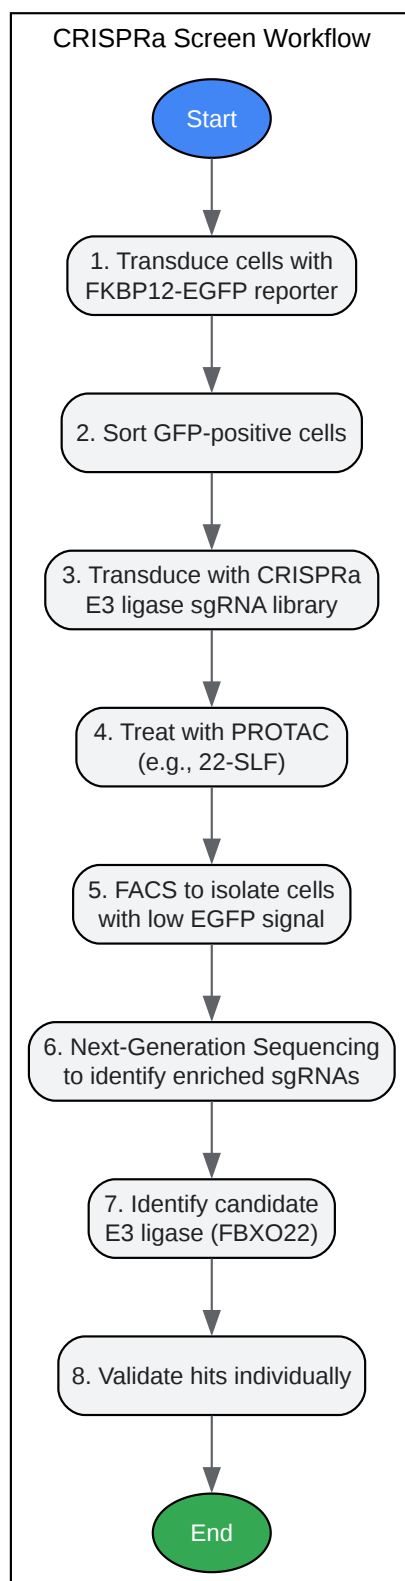 CRISPRa Screen Workflow
Start
1. Transduce cells with
FKBP12-EGFP reporter
2. Sort GFP-positive cells
3. Transduce with CRISPRa
E3 ligase sgRNA library
4. Treat with PROTAC
(e.g., 22-SLF)
5. FACS to isolate cells
with low EGFP signal
6. Next-Generation Sequencing
to identify enriched sgRNAs
7. Identify candidate
E3 ligase (FBXO22)
8. Validate hits individually
End